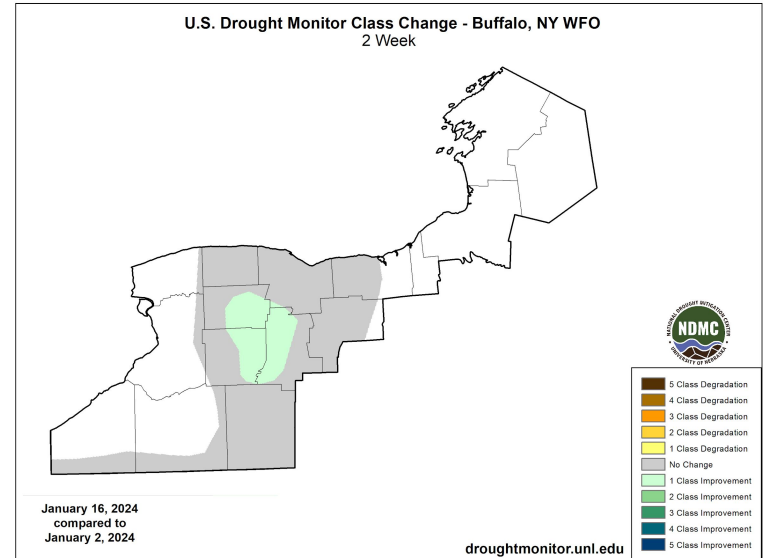 U.S. Drought Monitor Class Change - Buffalo, NY WFO
2 Week
NATIONAL DROUGHT MITIGATION CENTER
NDMC
UNIVERSITY OF NEBRASKA
5 Class Degradation
4 Class Degradation
3 Class Degradation
2 Class Degradation
1 Class Degradation
No Change
1 Class Improvement
2 Class Improvement
3 Class Improvement
4 Class Improvement
5 Class Improvement
January 16, 2024
compared to
January 2, 2024
droughtmonitor.unl.edu